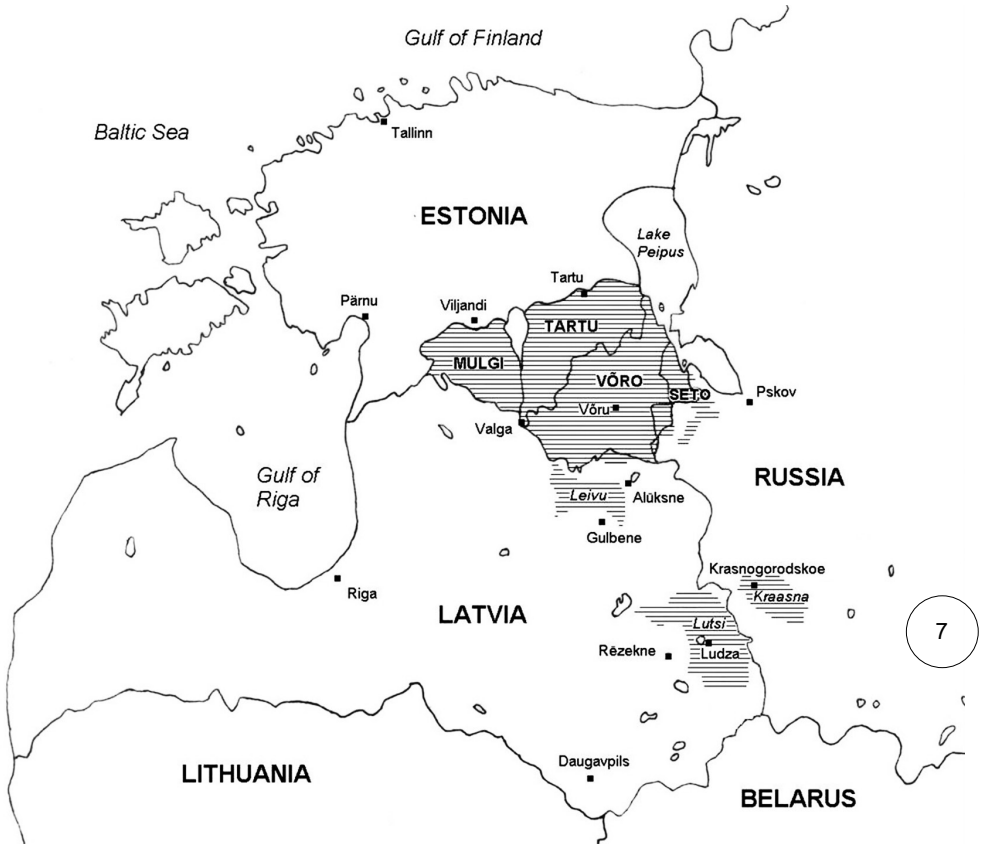 Gulf of Finland
Baltic Sea
Tallinn
ESTONIA
Lake
Peipus
Tartu
Pärnu
Viljandi
TARTU
MULGI
VÕRO
SETO
Pskov
Võru
Valga
Gulf of
Riga
RUSSIA
Leivu
Alūksne
Gulbene
Krasnogorodskoe
Kraasna
Riga
LATVIA
Lutsi
7
Rēzekne
Ludza
Daugavpils
LITHUANIA
BELARUS